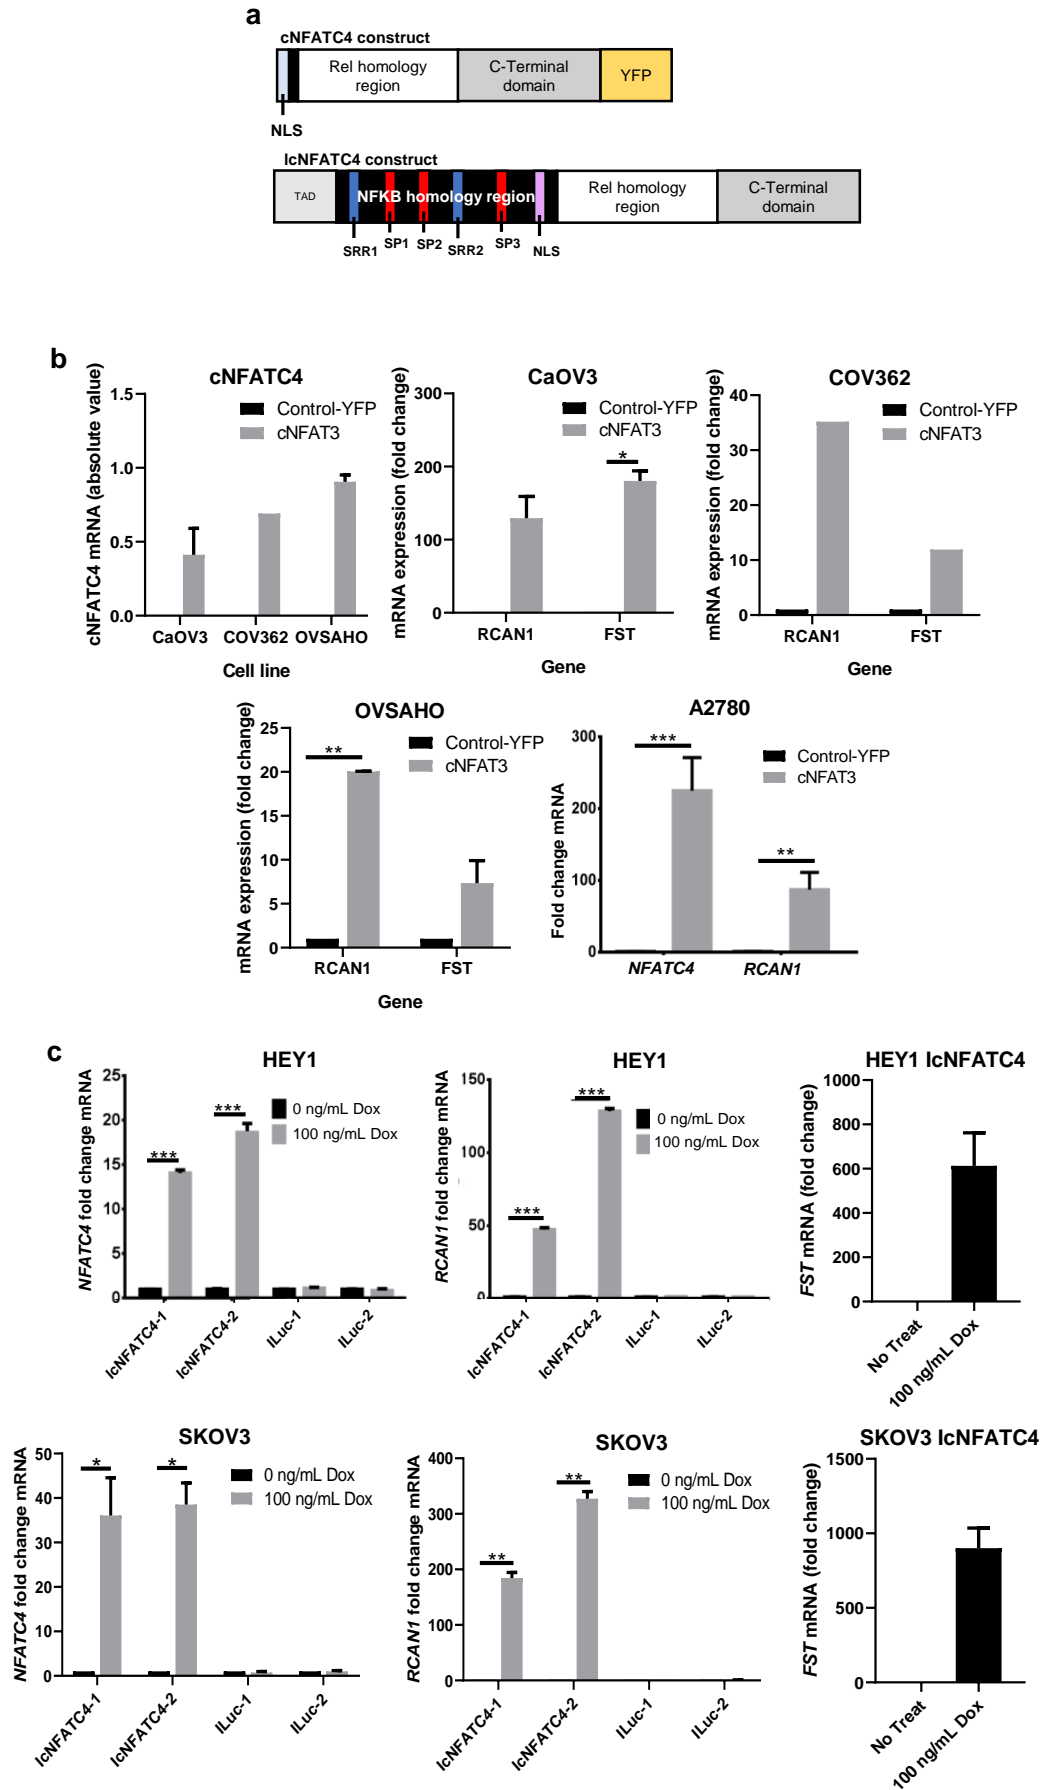 a
cNFATC4 construct
Rel homology region
C-Terminal domain
YFP
NLS
IcNFATC4 construct
TAD
NFKB homology region
Rel homology region
C-Terminal domain
SRR1
SP1
SP2
SRR2
SP3
NLS
b
cNFATC4
Control-YFP
cNFAT3
cNFATC4 mRNA (absolute value)
1.5
1.0
0.5
0.0
CaOV3 COV362 OVSAHO
Cell line
CaOV3
Control-YFP
cNFAT3
mRNA expression (fold change)
300
200
100
0
*
RCAN1 FST
Gene
COV362
Control-YFP
cNFAT3
mRNA expression (fold change)
40
30
20
10
0
RCAN1 FST
Gene
OVSAHO
Control-YFP
cNFAT3
mRNA expression (fold change)
25
20
15
10
5
0
**
RCAN1 FST
Gene
A2780
Control-YFP
cNFAT3
Fold change mRNA
300
200
100
0
***
**
NFATC4 RCAN1
c
HEY1
0 ng/mL Dox
100 ng/mL Dox
NFATC4 fold change mRNA
25
20
15
10
5
0
***
***
IcNFATC4-1
IcNFATC4-2
ILuc-1
ILuc-2
HEY1
0 ng/mL Dox
100 ng/mL Dox
RCAN1 fold change mRNA
150
100
50
0
***
***
IcNFATC4-1
IcNFATC4-2
ILuc-1
ILuc-2
HEY1 IcNFATC4
FST mRNA (fold change)
1000
800
600
400
200
0
No Treat
100 ng/mL Dox
SKOV3
0 ng/mL Dox
100 ng/mL Dox
NFATC4 fold change mRNA
50
40
30
20
10
0
*
*
IcNFATC4-1
IcNFATC4-2
ILuc-1
ILuc-2
SKOV3
0 ng/mL Dox
100 ng/mL Dox
RCAN1 fold change mRNA
400
300
200
100
0
**
**
IcNFATC4-1
IcNFATC4-2
ILuc-1
ILuc-2
SKOV3 IcNFATC4
FST mRNA (fold change)
1500
1000
500
0
No Treat
100 ng/mL Dox